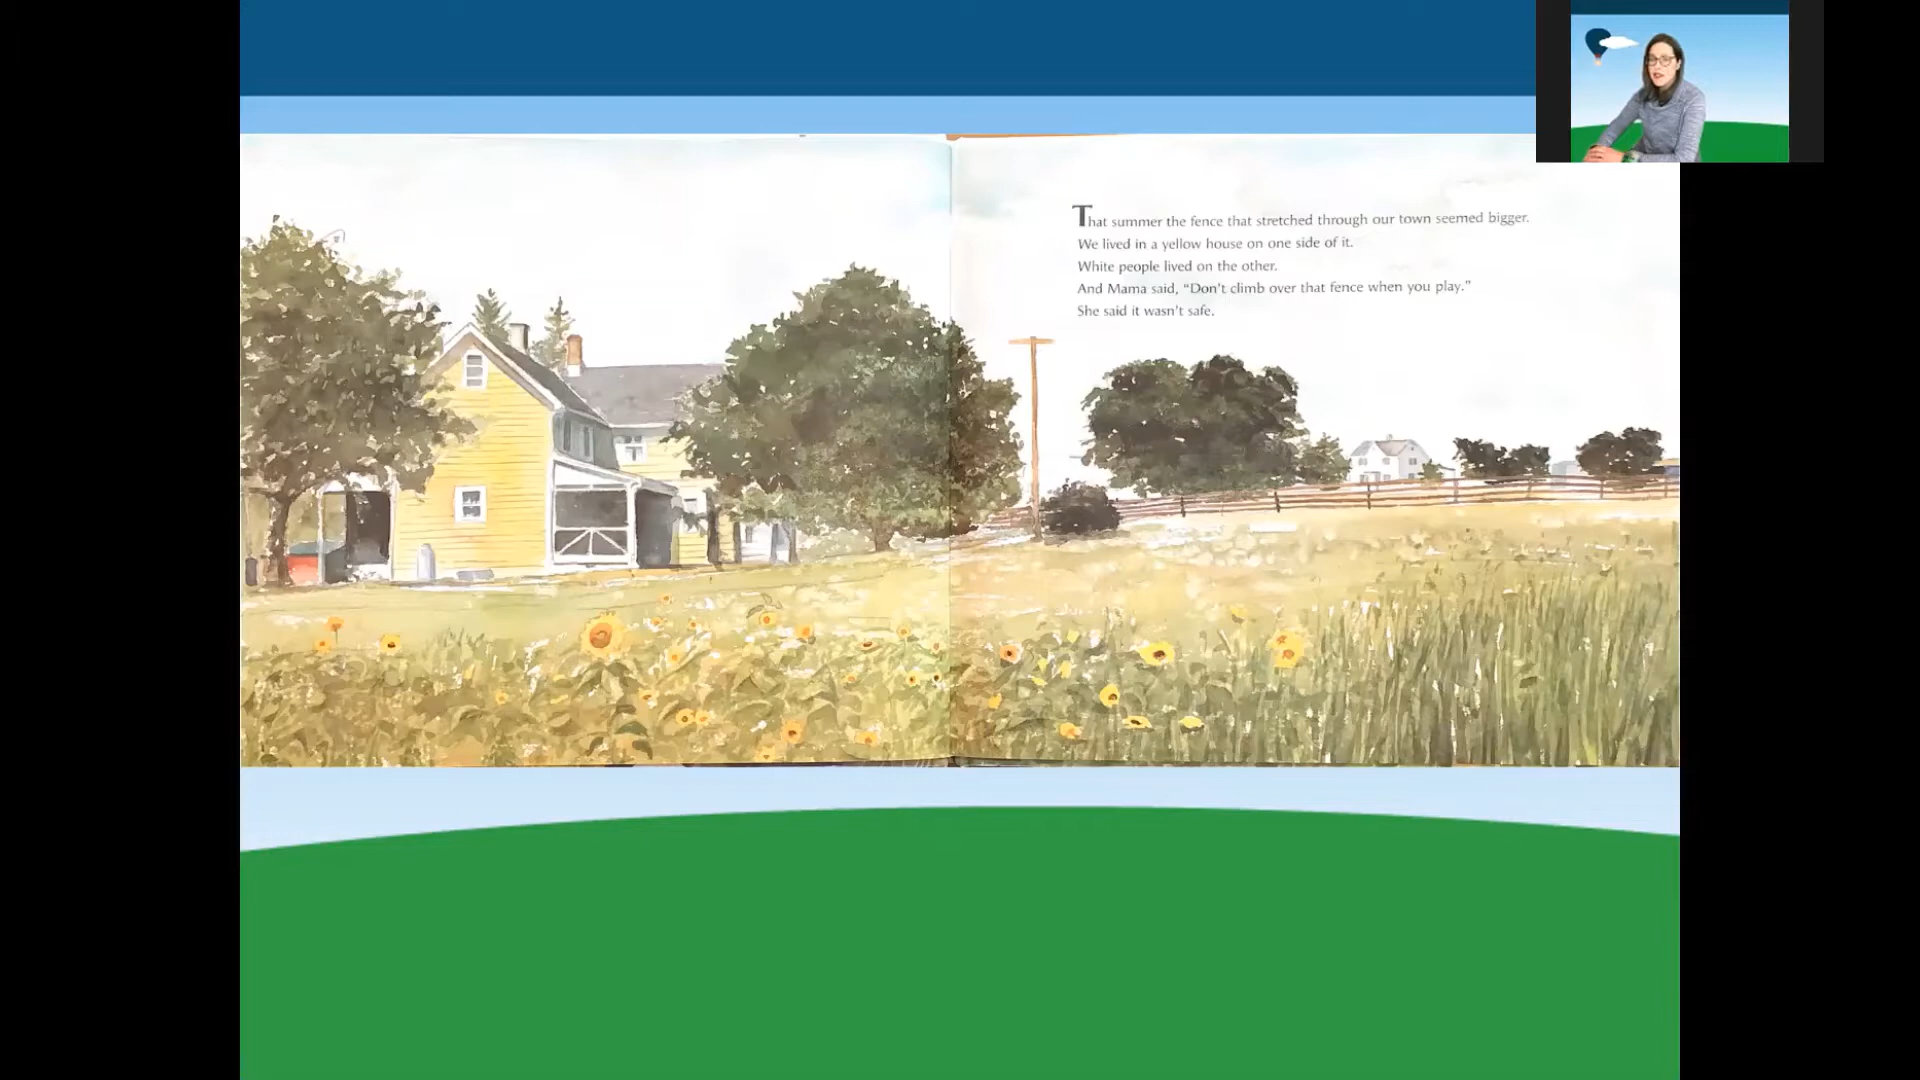 That summer the fence that stretched through our town seemed bigger.
We lived in a yellow house on one side of it.
White people lived on the other.
And Mama said, “Don’t climb over that fence when you play.”
She said it wasn’t safe.